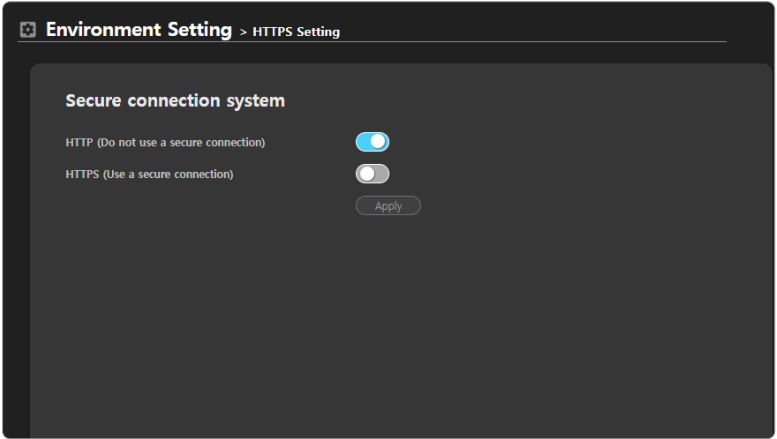 Environment Setting > HTTPS Setting
Secure connection system
HTTP (Do not use a secure connection)
HTTPS (Use a secure connection)
Apply